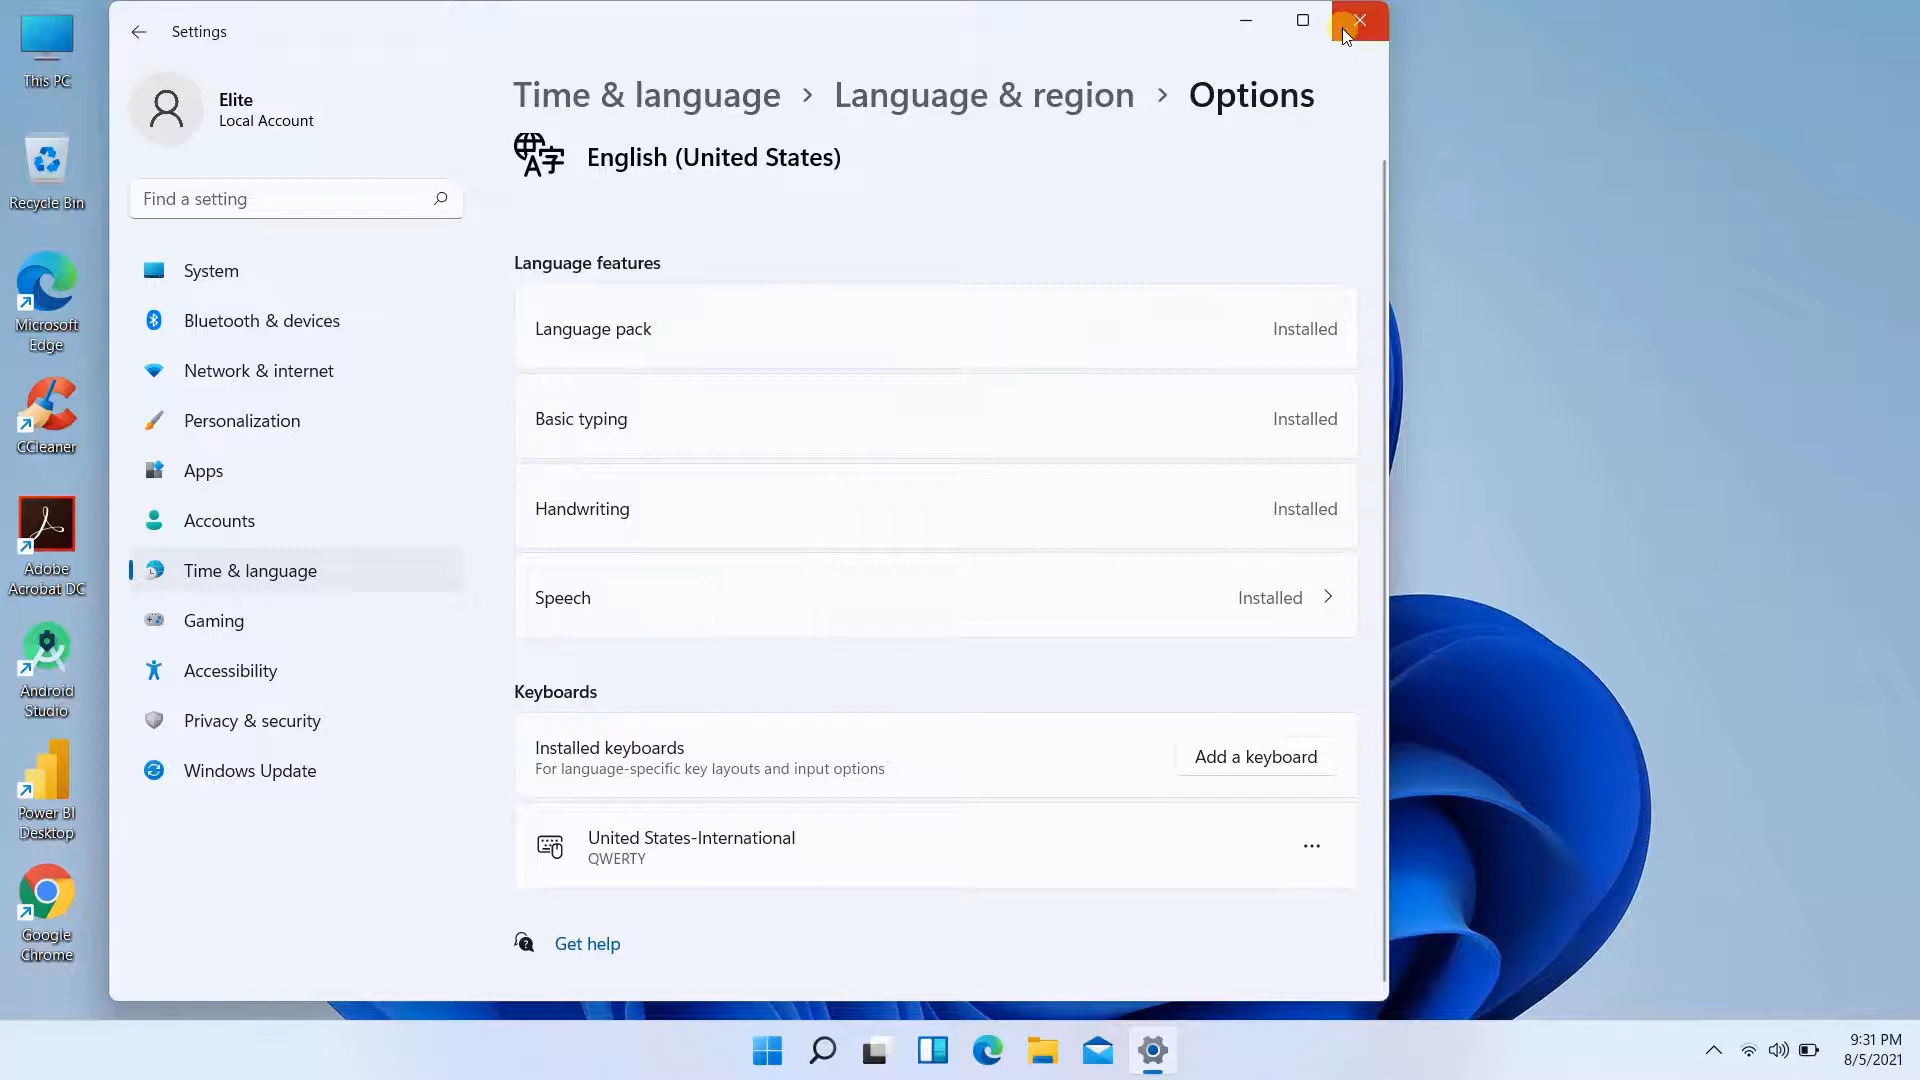 This PC
Recycle Bin
Microsoft
Edge
CCleaner
Adobe
Acrobat DC
Android
Studio
Power BI
Desktop
Google
Chrome
Settings
Elite
Local Account
Find a setting
System
Bluetooth & devices
Network & internet
Personalization
Apps
Accounts
Time & language
Gaming
Accessibility
Privacy & security
Windows Update
Time & language › Language & region › Options
A字 English (United States)
Language features
Language pack Installed
Basic typing Installed
Handwriting Installed
Speech Installed
Keyboards
Installed keyboards
For language-specific key layouts and input options
Add a keyboard
United States-International
QWERTY
Get help
9:31 PM
8/5/2021